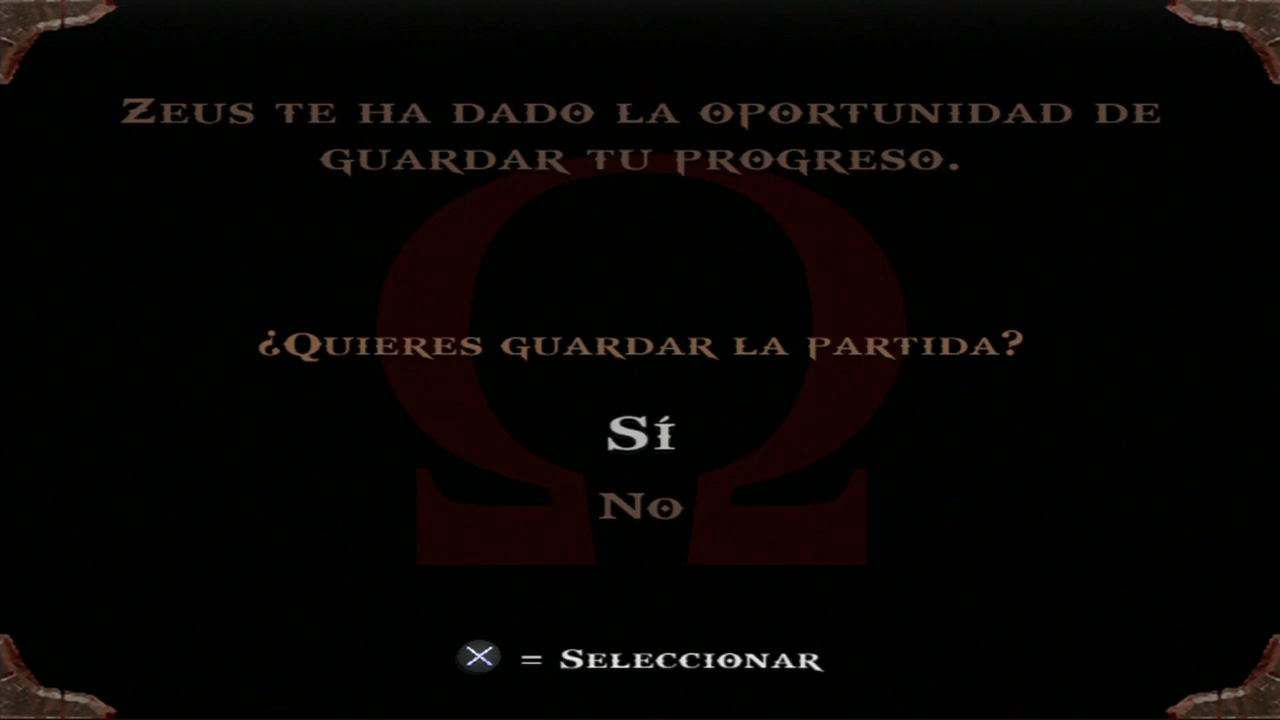 Zeus te ha dado la oportunidad de
guardar tu progreso.
¿Quieres guardar la partida?
Sí
No
= Seleccionar